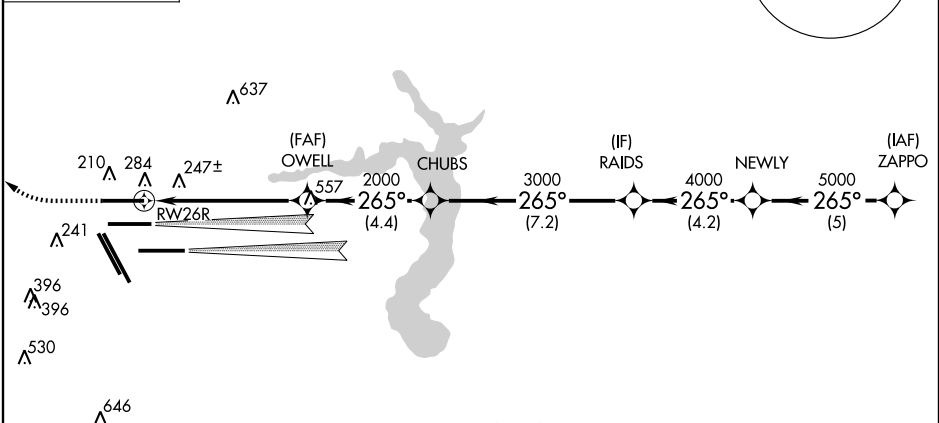 637
(FAF)
OWELL
CHUBS
(IF)
RAIDS
NEWLY
(IAF)
ZAPPO
210
284
247±
557
2000
265°
(4.4)
3000
265°
(7.2)
4000
265°
(4.2)
5000
265°
(5)
RW26R
241
396
396
530
646